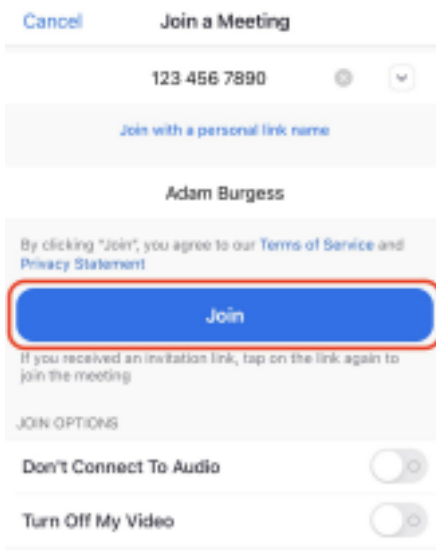 Cancel Join a Meeting
123 456 7890
Join with a personal link name
Adam Burgess
By clicking "Join", you agree to our Terms of Service and
Privacy Statement
Join
If you received an invitation link, tap on the link again to
join the meeting
JOIN OPTIONS
Don't Connect To Audio
Turn Off My Video